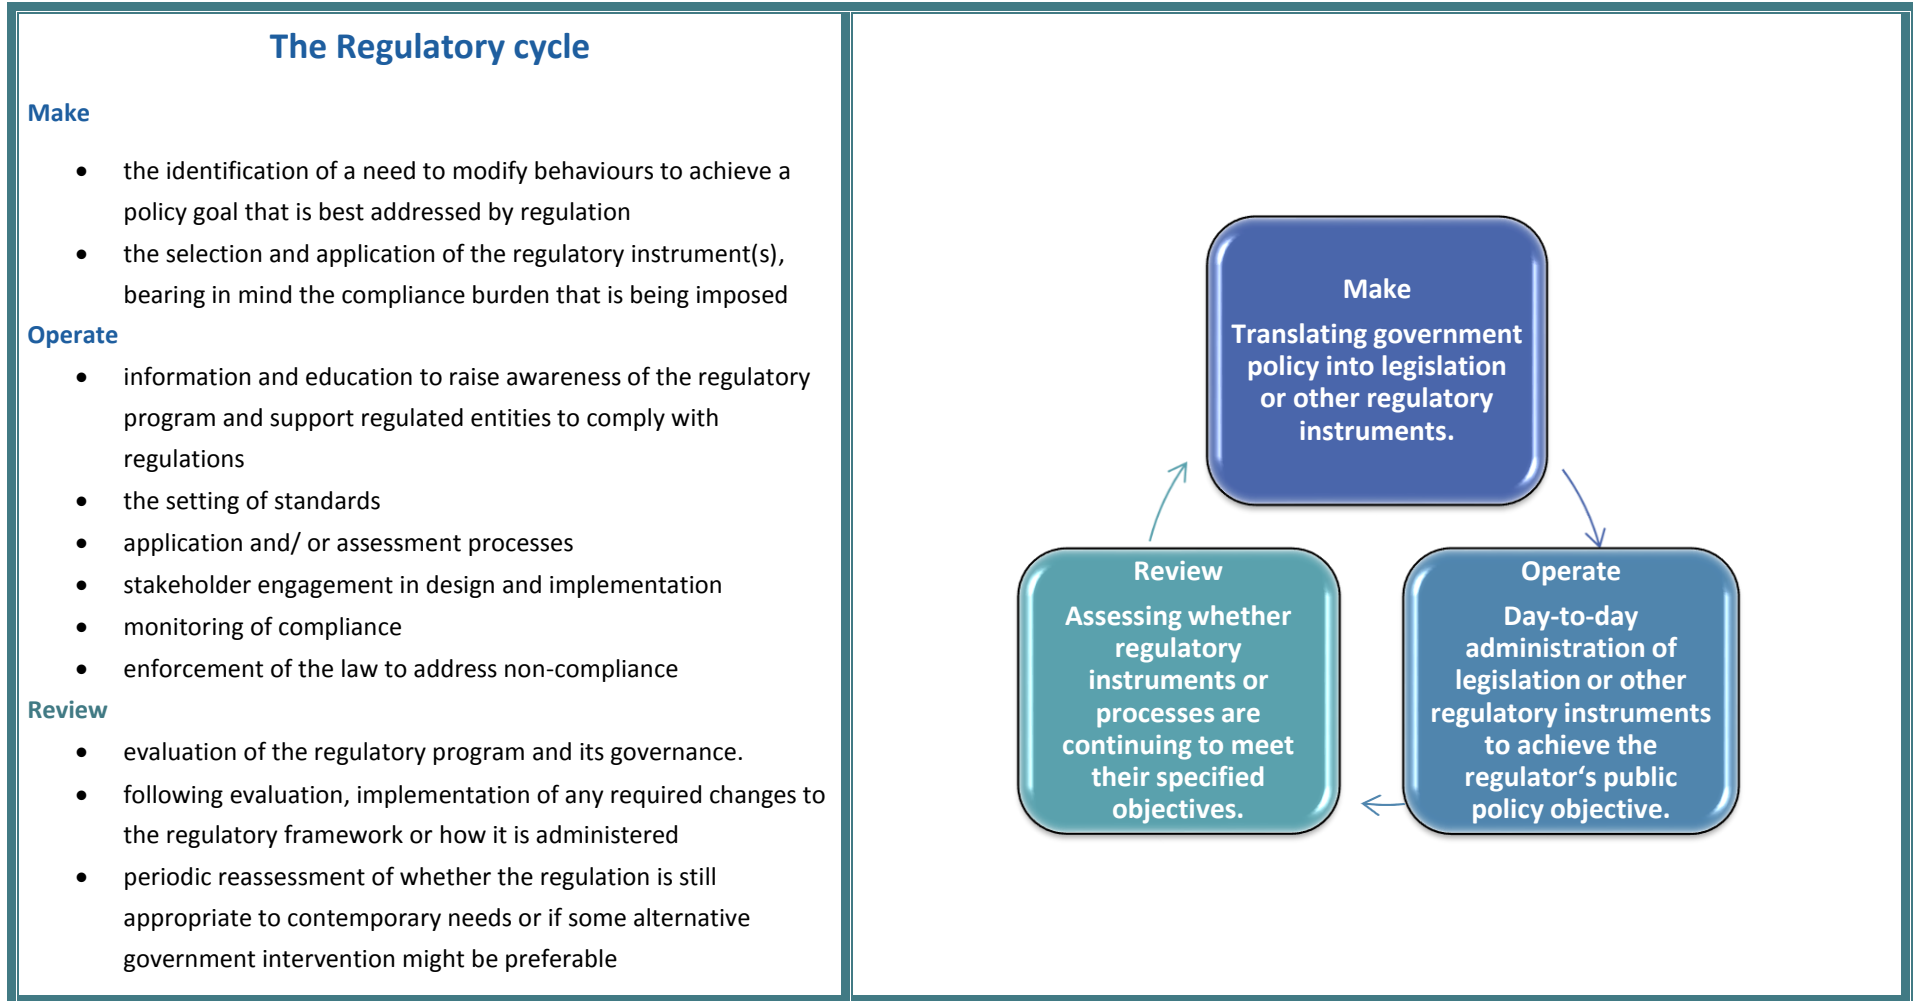 The Regulatory cycle
Make
• the identification of a need to modify behaviours to achieve a
policy goal that is best addressed by regulation
• the selection and application of the regulatory instrument(s),
bearing in mind the compliance burden that is being imposed
Operate
• information and education to raise awareness of the regulatory
program and support regulated entities to comply with
regulations
• the setting of standards
• application and/ or assessment processes
• stakeholder engagement in design and implementation
• monitoring of compliance
• enforcement of the law to address non-compliance
Review
• evaluation of the regulatory program and its governance.
• following evaluation, implementation of any required changes to
the regulatory framework or how it is administered
• periodic reassessment of whether the regulation is still
appropriate to contemporary needs or if some alternative
government intervention might be preferable
Make
Translating government
policy into legislation
or other regulatory
instruments.
Operate
Day-to-day
administration of
legislation or other
regulatory instruments
to achieve the
regulator‘s public
policy objective.
Review
Assessing whether
regulatory
instruments or
processes are
continuing to meet
their specified
objectives.